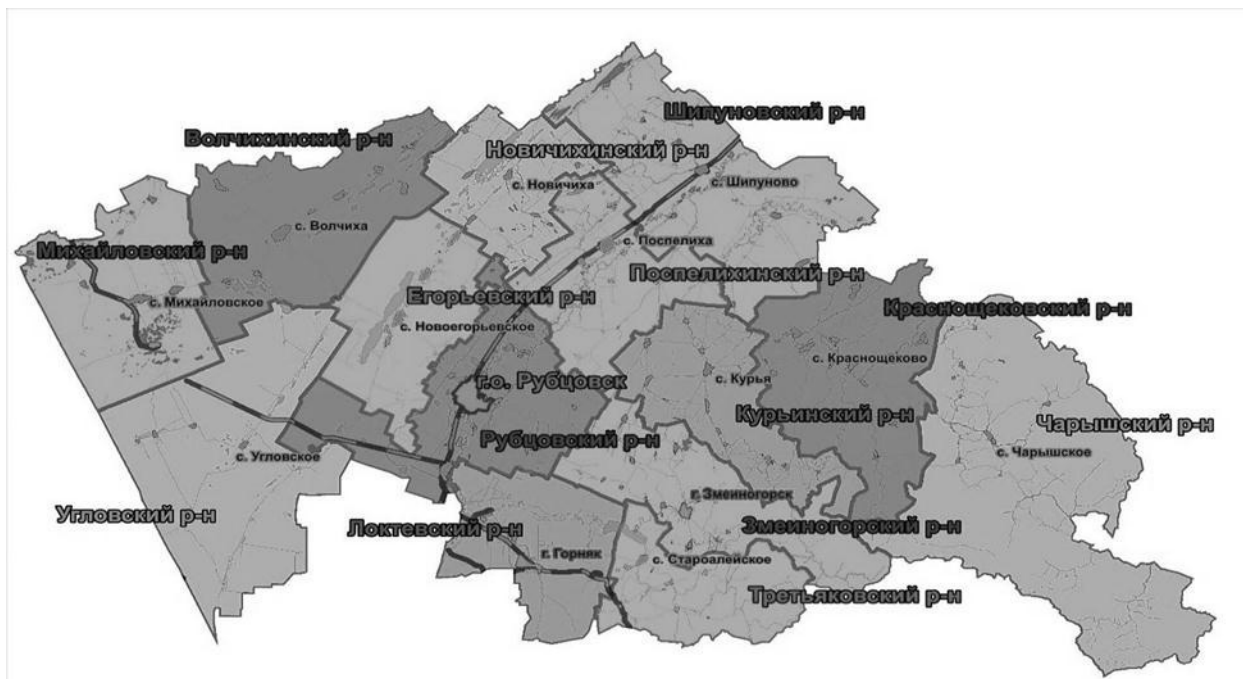 Шипуновский р-н
Волчихинский р-н
Новичихинский р-н
с. Новичиха
с. Шипуново
с. Волчиха
с. Поспелиха
Михайловский р-н
Поспелихинский р-н
с. Михайловское
Егорьевский р-н
Краснощековский р-н
с. Новоегорьевское
с. Краснощеково
г.о. Рубцовск
с. Курья
Курьинский р-н
Чарышский р-н
Рубцовский р-н
с. Угловское
с. Чарышское
г. Змеиногорск
Угловский р-н
Локтевский р-н
Змеиногорский р-н
г. Горняк
с. Староалейское
Третьяковский р-н